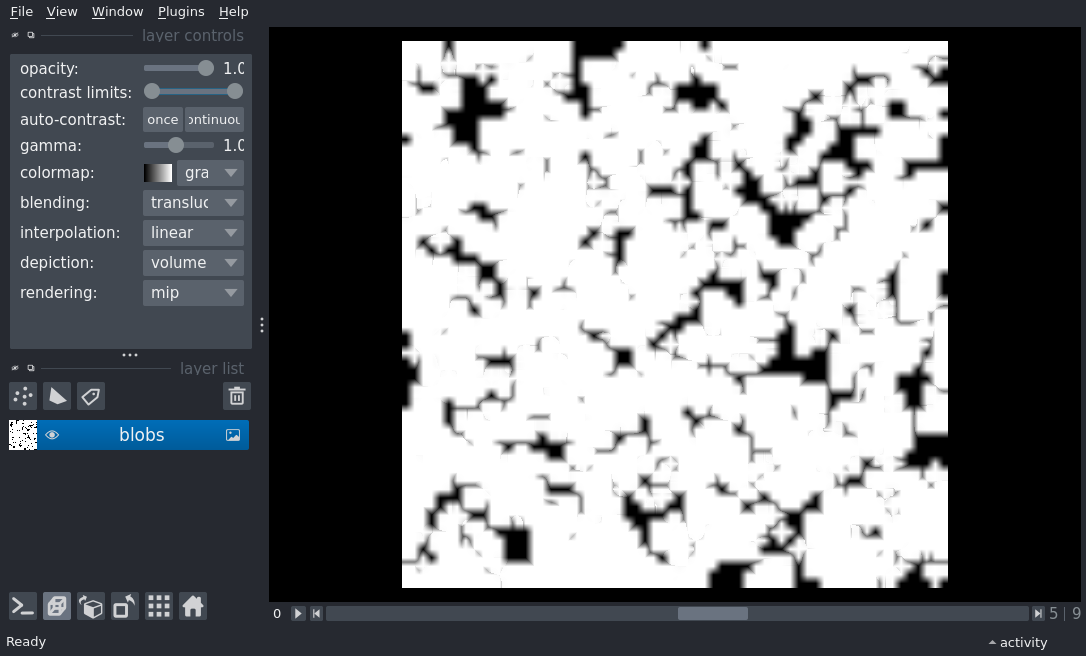 File View Window Plugins Help
layer controls
opacity: 1.0
contrast limits:
auto-contrast: once ontinuou
gamma: 1.0
colormap: gra
blending: transluc
interpolation: linear
depiction: volume
rendering: mip
layer list
blobs
0 5 9
Ready activity